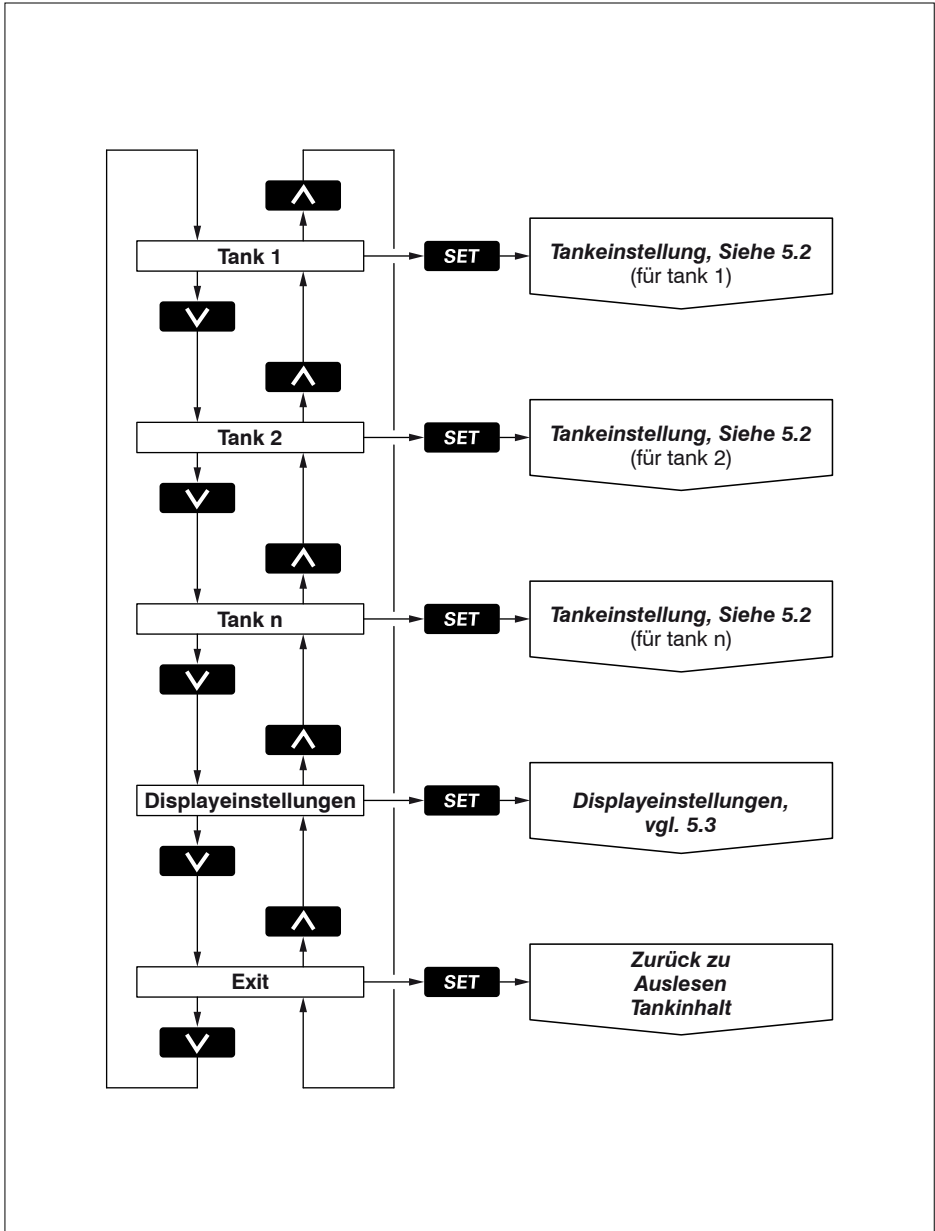 Tank 1
SET
Tankeinstellung, Siehe 5.2
(für tank 1)
Tank 2
SET
Tankeinstellung, Siehe 5.2
(für tank 2)
Tank n
SET
Tankeinstellung, Siehe 5.2
(für tank n)
Displayeinstellungen
SET
Displayeinstellungen,
vgl. 5.3
Exit
SET
Zurück zu
Auslesen
Tankinhalt